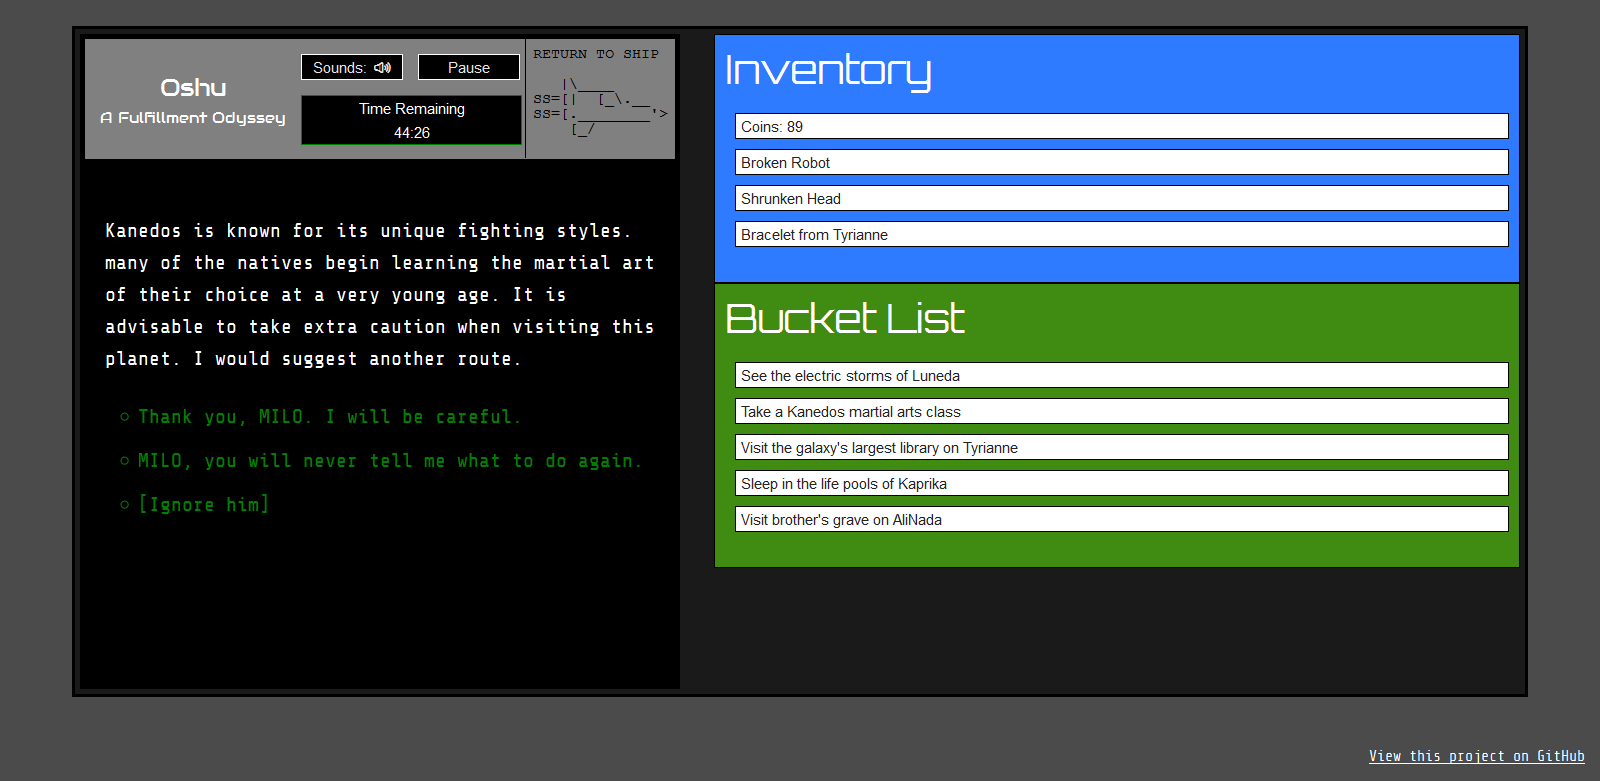 Oshu
A Fulfillment Odyssey
Sounds:
Pause
Time Remaining
44:26
RETURN TO SHIP
|\____
ss=[|  [_\.__
ss=[.________'>
[_/
Kanedos is known for its unique fighting styles.
many of the natives begin learning the martial art
of their choice at a very young age. It is
advisable to take extra caution when visiting this
planet. I would suggest another route.
Thank you, MILO. I will be careful.
MILO, you will never tell me what to do again.
[Ignore him]
Inventory
Coins: 89
Broken Robot
Shrunken Head
Bracelet from Tyrianne
Bucket List
See the electric storms of Luneda
Take a Kanedos martial arts class
Visit the galaxy's largest library on Tyrianne
Sleep in the life pools of Kaprika
Visit brother's grave on AliNada
View this project on GitHub